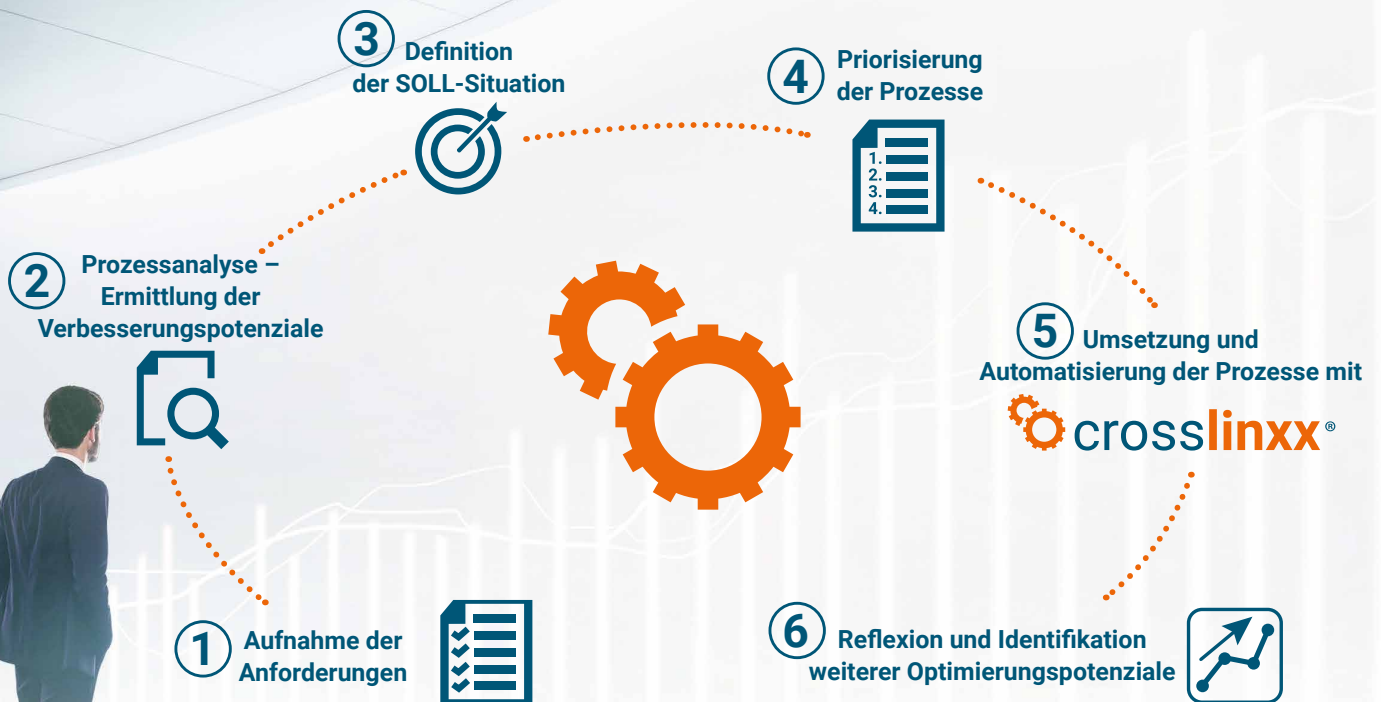 1
Aufnahme der
Anforderungen
2
Prozessanalyse –
Ermittlung der
Verbesserungspotenziale
3
Definition
der SOLL-Situation
4
Priorisierung
der Prozesse
1.
2.
3.
4.
5
Umsetzung und
Automatisierung der Prozesse mit
crosslinxx®
6
Reflexion und Identifikation
weiterer Optimierungspotenziale